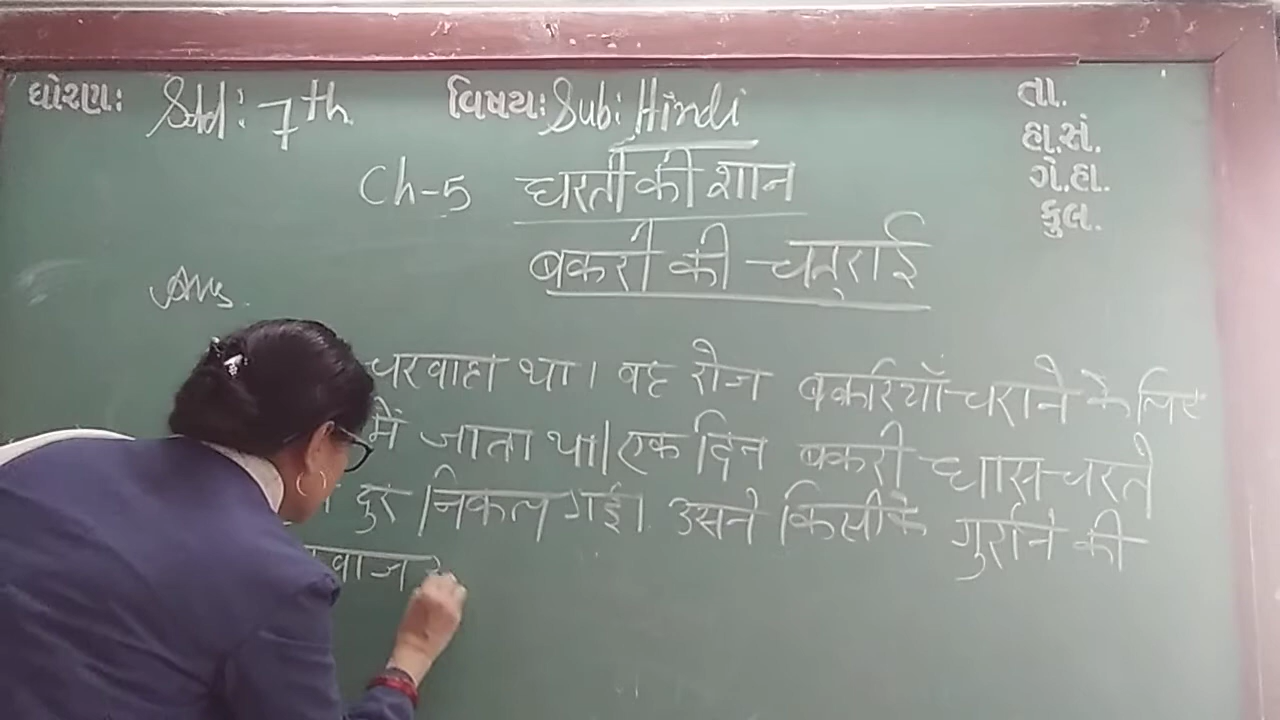 ધોરણ: Std: 7th વિષય: Sub: Hindi તા.
હા.સં.
ગે.હા.
કુલ.
Ch-5 धरती की शान
बकरी की चतुराई
Ans.
चरवाहा था। वह रोज बकरियाँ चराने के लिए
में जाता था। एक दिन बकरी घास चरते
दुर निकल गई। उसने किसीके गुर्राने की
वाज